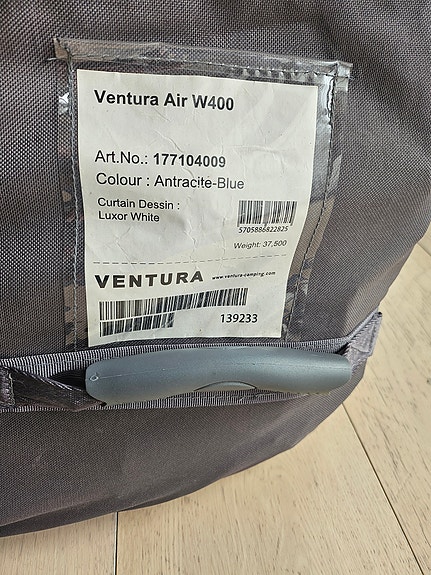 Ventura Air W400
Art.No.: 177104009
Colour : Antracite-Blue
Curtain Dessin :
Luxor White
5705886822825
Weight: 37,500
VENTURA www.ventura-camping.com
139233